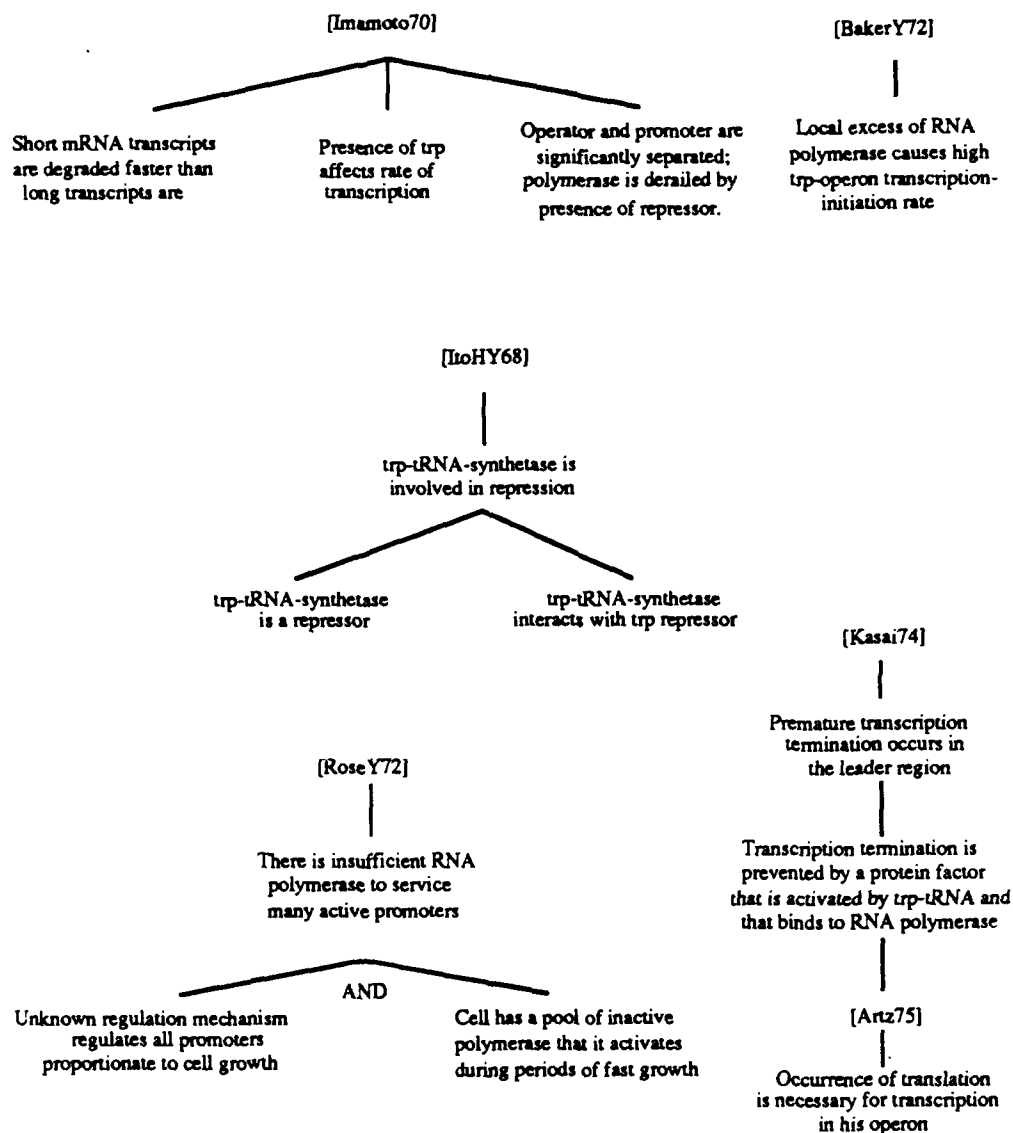 [Imamoto70]
Short mRNA transcripts
are degraded faster than
long transcripts are
Presence of trp
affects rate of
transcription
Operator and promoter are
significantly separated;
polymerase is derailed by
presence of repressor.
[BakerY72]
Local excess of RNA
polymerase causes high
trp-operon transcription-
initiation rate
[ItoHY68]
trp-tRNA-synthetase is
involved in repression
trp-tRNA-synthetase
is a repressor
trp-tRNA-synthetase
interacts with trp repressor
[Kasai74]
Premature transcription
termination occurs in
the leader region
Transcription termination is
prevented by a protein factor
that is activated by trp-tRNA and
that binds to RNA polymerase
[Artz75]
Occurrence of translation
is necessary for transcription
in his operon
[RoseY72]
There is insufficient RNA
polymerase to service
many active promoters
AND
Unknown regulation mechanism
regulates all promoters
proportionate to cell growth
Cell has a pool of inactive
polymerase that it activates
during periods of fast growth